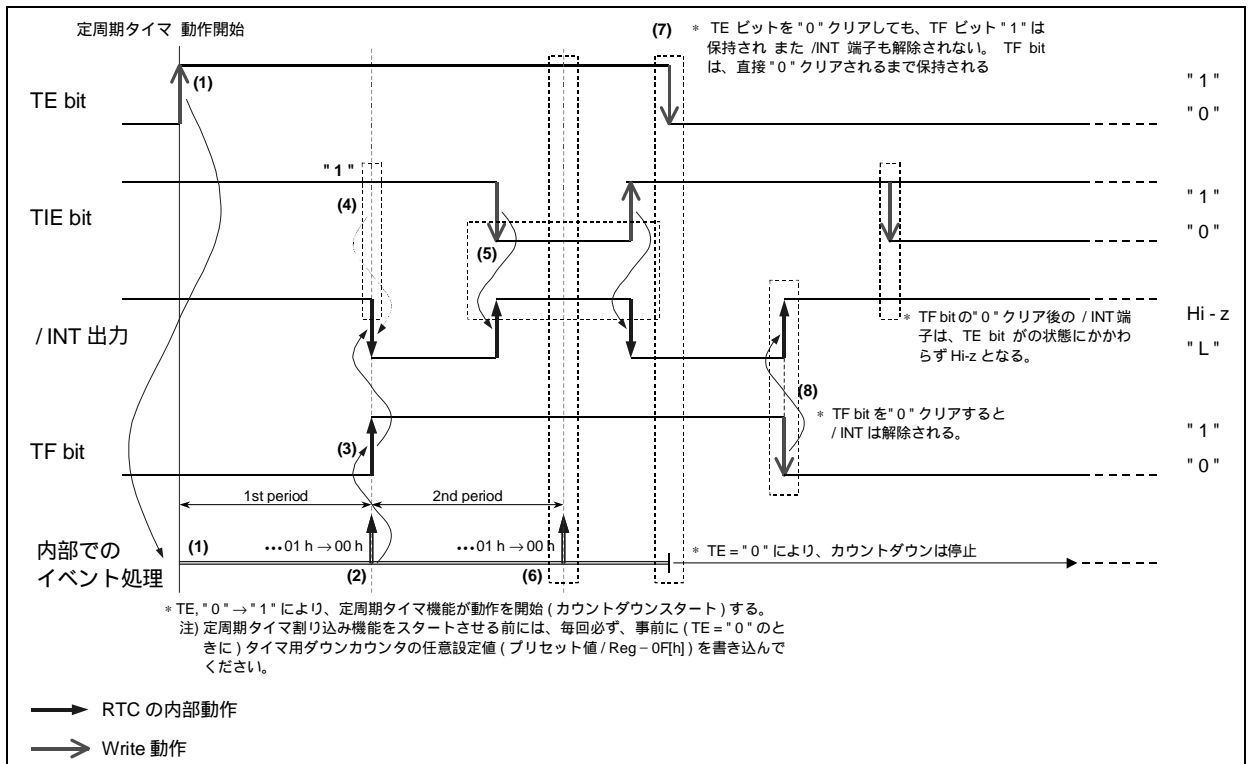 定周期タイマ 動作開始
(7)
* TE ビットを "0" クリアしても、TF ビット "1" は
保持され また /INT 端子も解除されない。 TF bit
は、直接 "0" クリアされるまで保持される
(1)
TE bit
"1"
"0"
"1"
(4)
TIE bit
"1"
"0"
(5)
/ INT 出力
* TF bitの"0" クリア後の / INT 端
子は、TE bit がの状態にかかわ
らず Hi-z となる。
Hi - z
"L"
(8)
* TF bit を"0" クリアすると
/ INT は解除される。
TF bit
(3)
"1"
"0"
1st period
2nd period
内部での
イベント処理
(1)
•••01 h → 00 h
(2)
•••01 h → 00 h
(6)
* TE = "0" により、カウントダウンは停止
* TE, "0" → "1" により、定周期タイマ機能が動作を開始 ( カウントダウンスタート ) する。
注) 定周期タイマ割り込み機能をスタートさせる前には、毎回必ず、事前に ( TE = "0" のと
きに ) タイマ用ダウンカウンタの任意設定値 ( プリセット値 / Reg − 0F[h] ) を書き込んで
ください。
RTC の内部動作
Write 動作